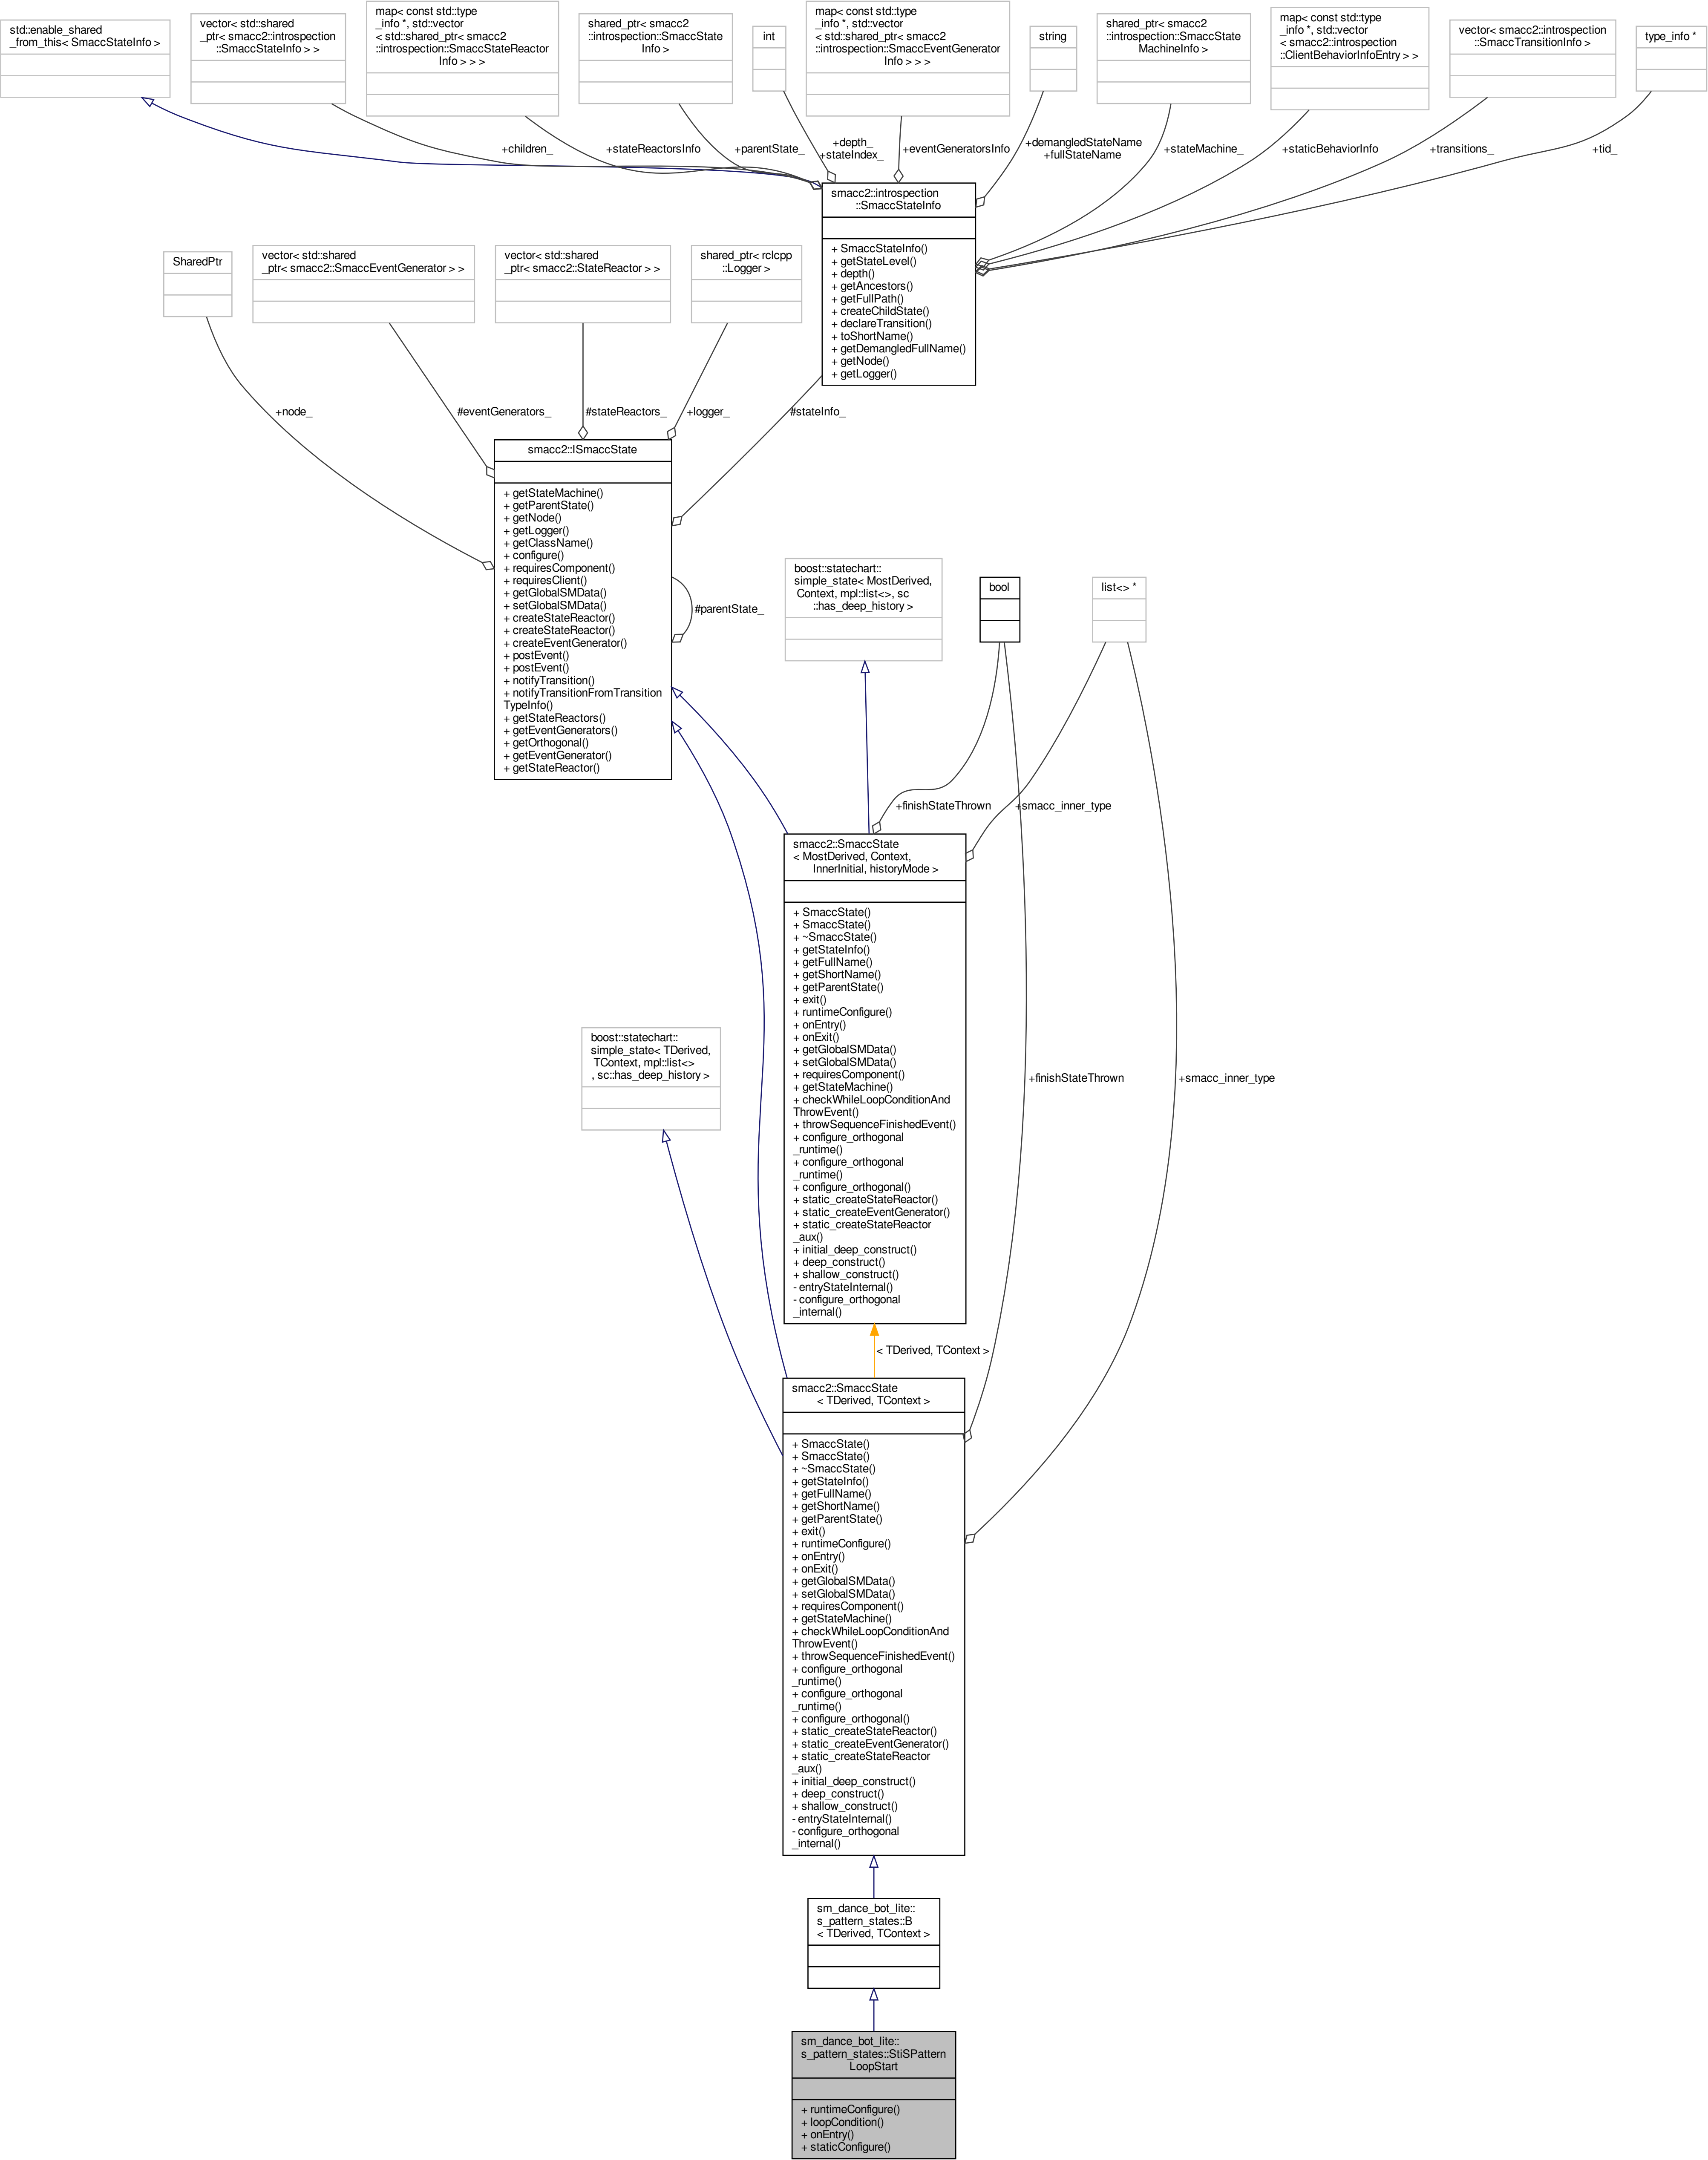 std::enable_shared
_from_this< SmaccStateInfo >
vector< std::shared
_ptr< smacc2::introspection
::SmaccStateInfo > >
map< const std::type
_info *, std::vector
< std::shared_ptr< smacc2
::introspection::SmaccStateReactor
Info > > >
shared_ptr< smacc2
::introspection::SmaccState
Info >
int
map< const std::type
_info *, std::vector
< std::shared_ptr< smacc2
::introspection::SmaccEventGenerator
Info > > >
string
shared_ptr< smacc2
::introspection::SmaccState
MachineInfo >
map< const std::type
_info *, std::vector
< smacc2::introspection
::ClientBehaviorInfoEntry > >
vector< smacc2::introspection
::SmaccTransitionInfo >
type_info *
+children_
+stateReactorsInfo
+parentState_
+depth_
+stateIndex_
+eventGeneratorsInfo
+demangledStateName
+fullStateName
+stateMachine_
+staticBehaviorInfo
+transitions_
+tid_
smacc2::introspection
::SmaccStateInfo
+ SmaccStateInfo()
+ getStateLevel()
+ depth()
+ getAncestors()
+ getFullPath()
+ createChildState()
+ declareTransition()
+ toShortName()
+ getDemangledFullName()
+ getNode()
+ getLogger()
SharedPtr
vector< std::shared
_ptr< smacc2::SmaccEventGenerator > >
vector< std::shared
_ptr< smacc2::StateReactor > >
shared_ptr< rclcpp
::Logger >
+node_
#eventGenerators_
#stateReactors_
+logger_
#stateInfo_
smacc2::ISmaccState
+ getStateMachine()
+ getParentState()
+ getNode()
+ getLogger()
+ getClassName()
+ configure()
+ requiresComponent()
+ requiresClient()
+ getGlobalSMData()
+ setGlobalSMData()
+ createStateReactor()
+ createStateReactor()
+ createEventGenerator()
+ postEvent()
+ postEvent()
+ notifyTransition()
+ notifyTransitionFromTransition
TypeInfo()
+ getStateReactors()
+ getEventGenerators()
+ getOrthogonal()
+ getEventGenerator()
+ getStateReactor()
#parentState_
boost::statechart::
simple_state< MostDerived,
Context, mpl::list<>, sc
::has_deep_history >
bool
list<> *
+finishStateThrown
+smacc_inner_type
smacc2::SmaccState
< MostDerived, Context,
InnerInitial, historyMode >
+ SmaccState()
+ SmaccState()
+ ~SmaccState()
+ getStateInfo()
+ getFullName()
+ getShortName()
+ getParentState()
+ exit()
+ runtimeConfigure()
+ onEntry()
+ onExit()
+ getGlobalSMData()
+ setGlobalSMData()
+ requiresComponent()
+ getStateMachine()
+ checkWhileLoopConditionAnd
ThrowEvent()
+ throwSequenceFinishedEvent()
+ configure_orthogonal
_runtime()
+ configure_orthogonal
_runtime()
+ configure_orthogonal()
+ static_createStateReactor()
+ static_createEventGenerator()
+ static_createStateReactor
_aux()
+ initial_deep_construct()
+ deep_construct()
+ shallow_construct()
- entryStateInternal()
- configure_orthogonal
_internal()
boost::statechart::
simple_state< TDerived,
TContext, mpl::list<>
, sc::has_deep_history >
+finishStateThrown
+smacc_inner_type
< TDerived, TContext >
smacc2::SmaccState
< TDerived, TContext >
+ SmaccState()
+ SmaccState()
+ ~SmaccState()
+ getStateInfo()
+ getFullName()
+ getShortName()
+ getParentState()
+ exit()
+ runtimeConfigure()
+ onEntry()
+ onExit()
+ getGlobalSMData()
+ setGlobalSMData()
+ requiresComponent()
+ getStateMachine()
+ checkWhileLoopConditionAnd
ThrowEvent()
+ throwSequenceFinishedEvent()
+ configure_orthogonal
_runtime()
+ configure_orthogonal
_runtime()
+ configure_orthogonal()
+ static_createStateReactor()
+ static_createEventGenerator()
+ static_createStateReactor
_aux()
+ initial_deep_construct()
+ deep_construct()
+ shallow_construct()
- entryStateInternal()
- configure_orthogonal
_internal()
sm_dance_bot_lite::
s_pattern_states::B
< TDerived, TContext >
sm_dance_bot_lite::
s_pattern_states::StiSPattern
LoopStart
+ runtimeConfigure()
+ loopCondition()
+ onEntry()
+ staticConfigure()